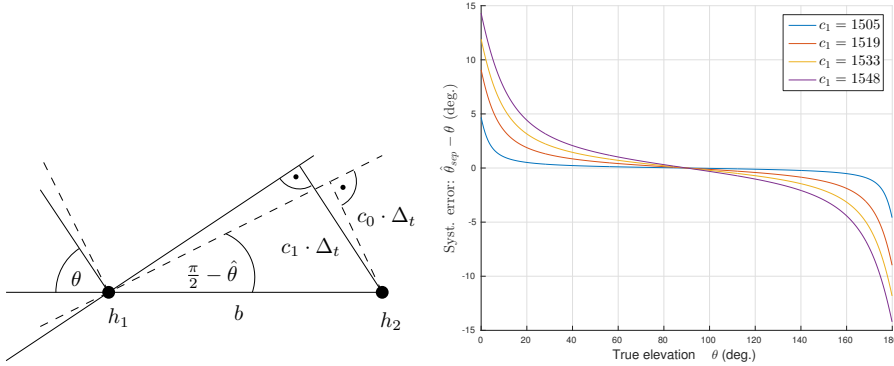 θ
h₁
π/2 − θ̂
b
c₁ · Δₜ
c₀ · Δₜ
h₂
Syst. error: θ̂ₛₑₚ − θ (deg.)
15
10
5
0
-5
-10
-15
0
20
40
60
80
100
120
140
160
180
True elevation θ (deg.)
c₁ = 1505
c₁ = 1519
c₁ = 1533
c₁ = 1548